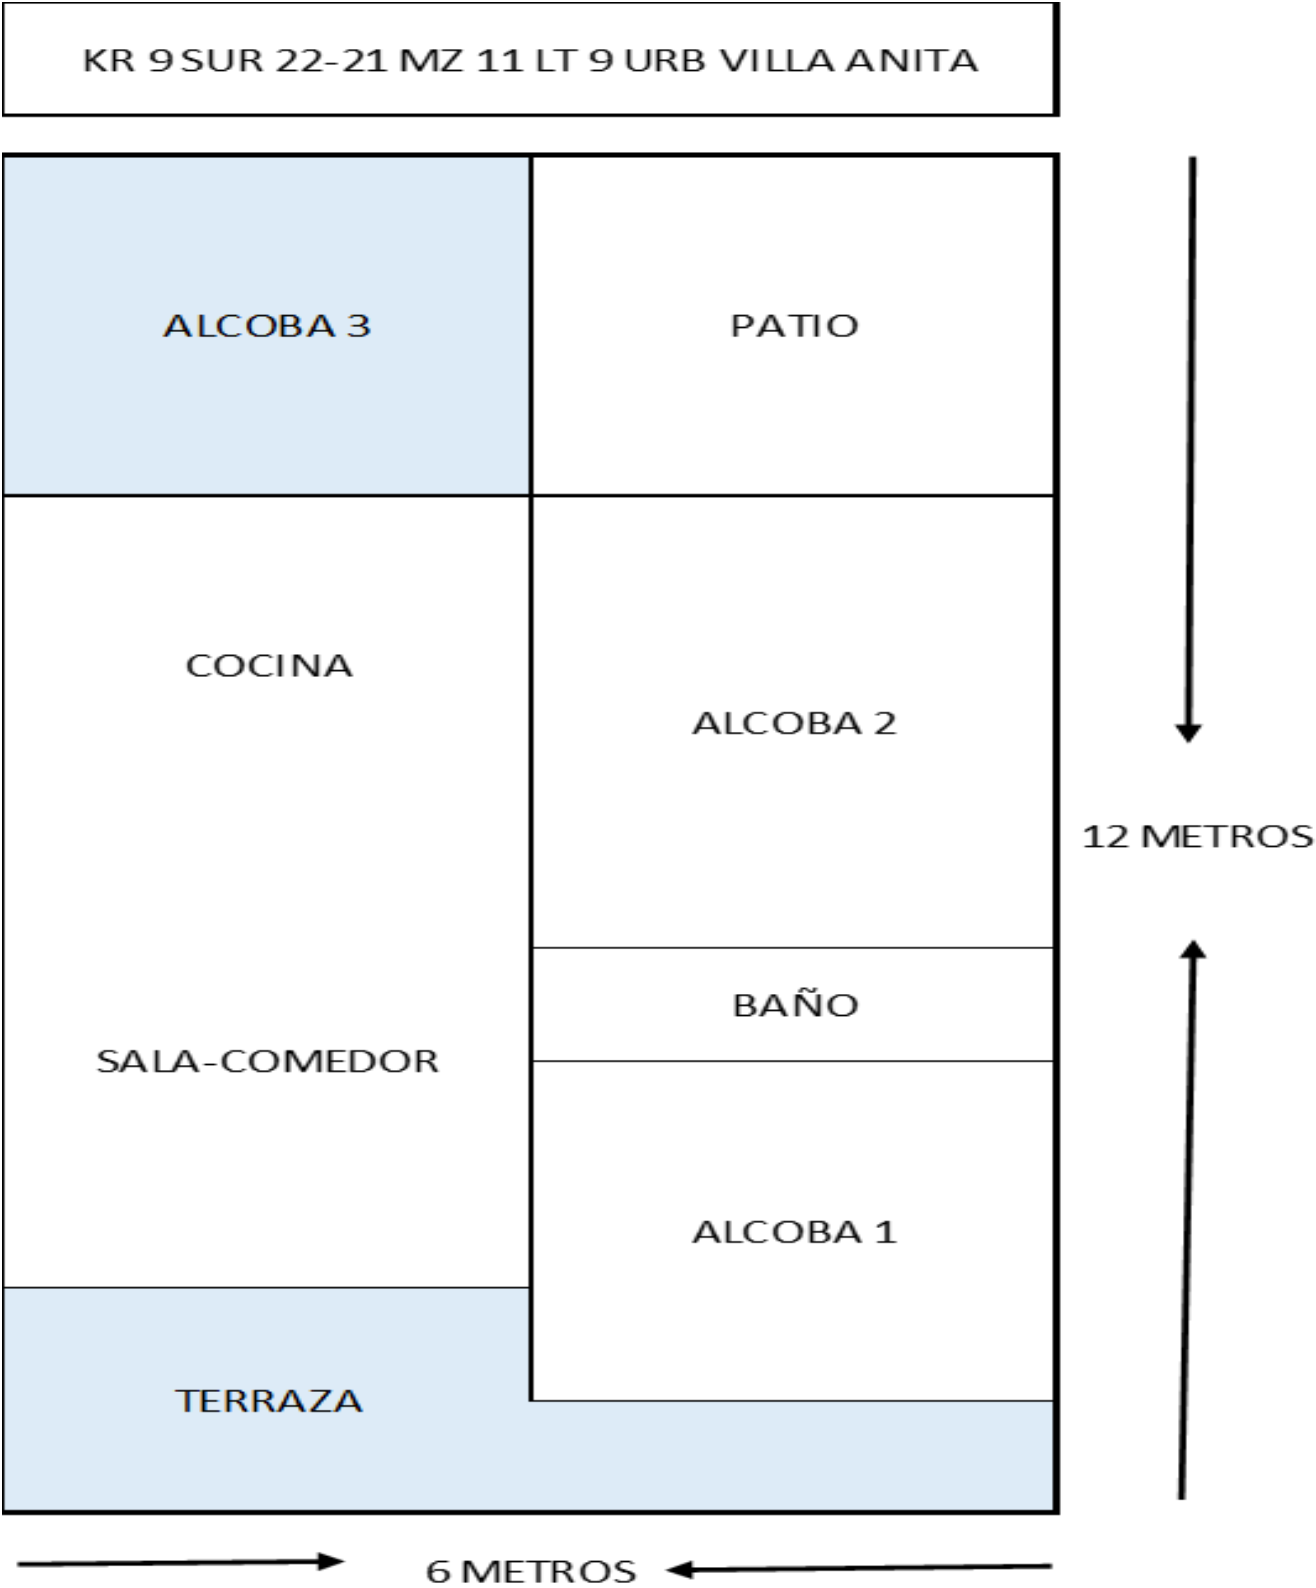 KR 9 SUR 22-21 MZ 11 LT 9 URB VILLA ANITA
ALCOBA 3
PATIO
COCINA
ALCOBA 2
12 METROS
BAÑO
SALA-COMEDOR
ALCOBA 1
TERRAZA
6 METROS